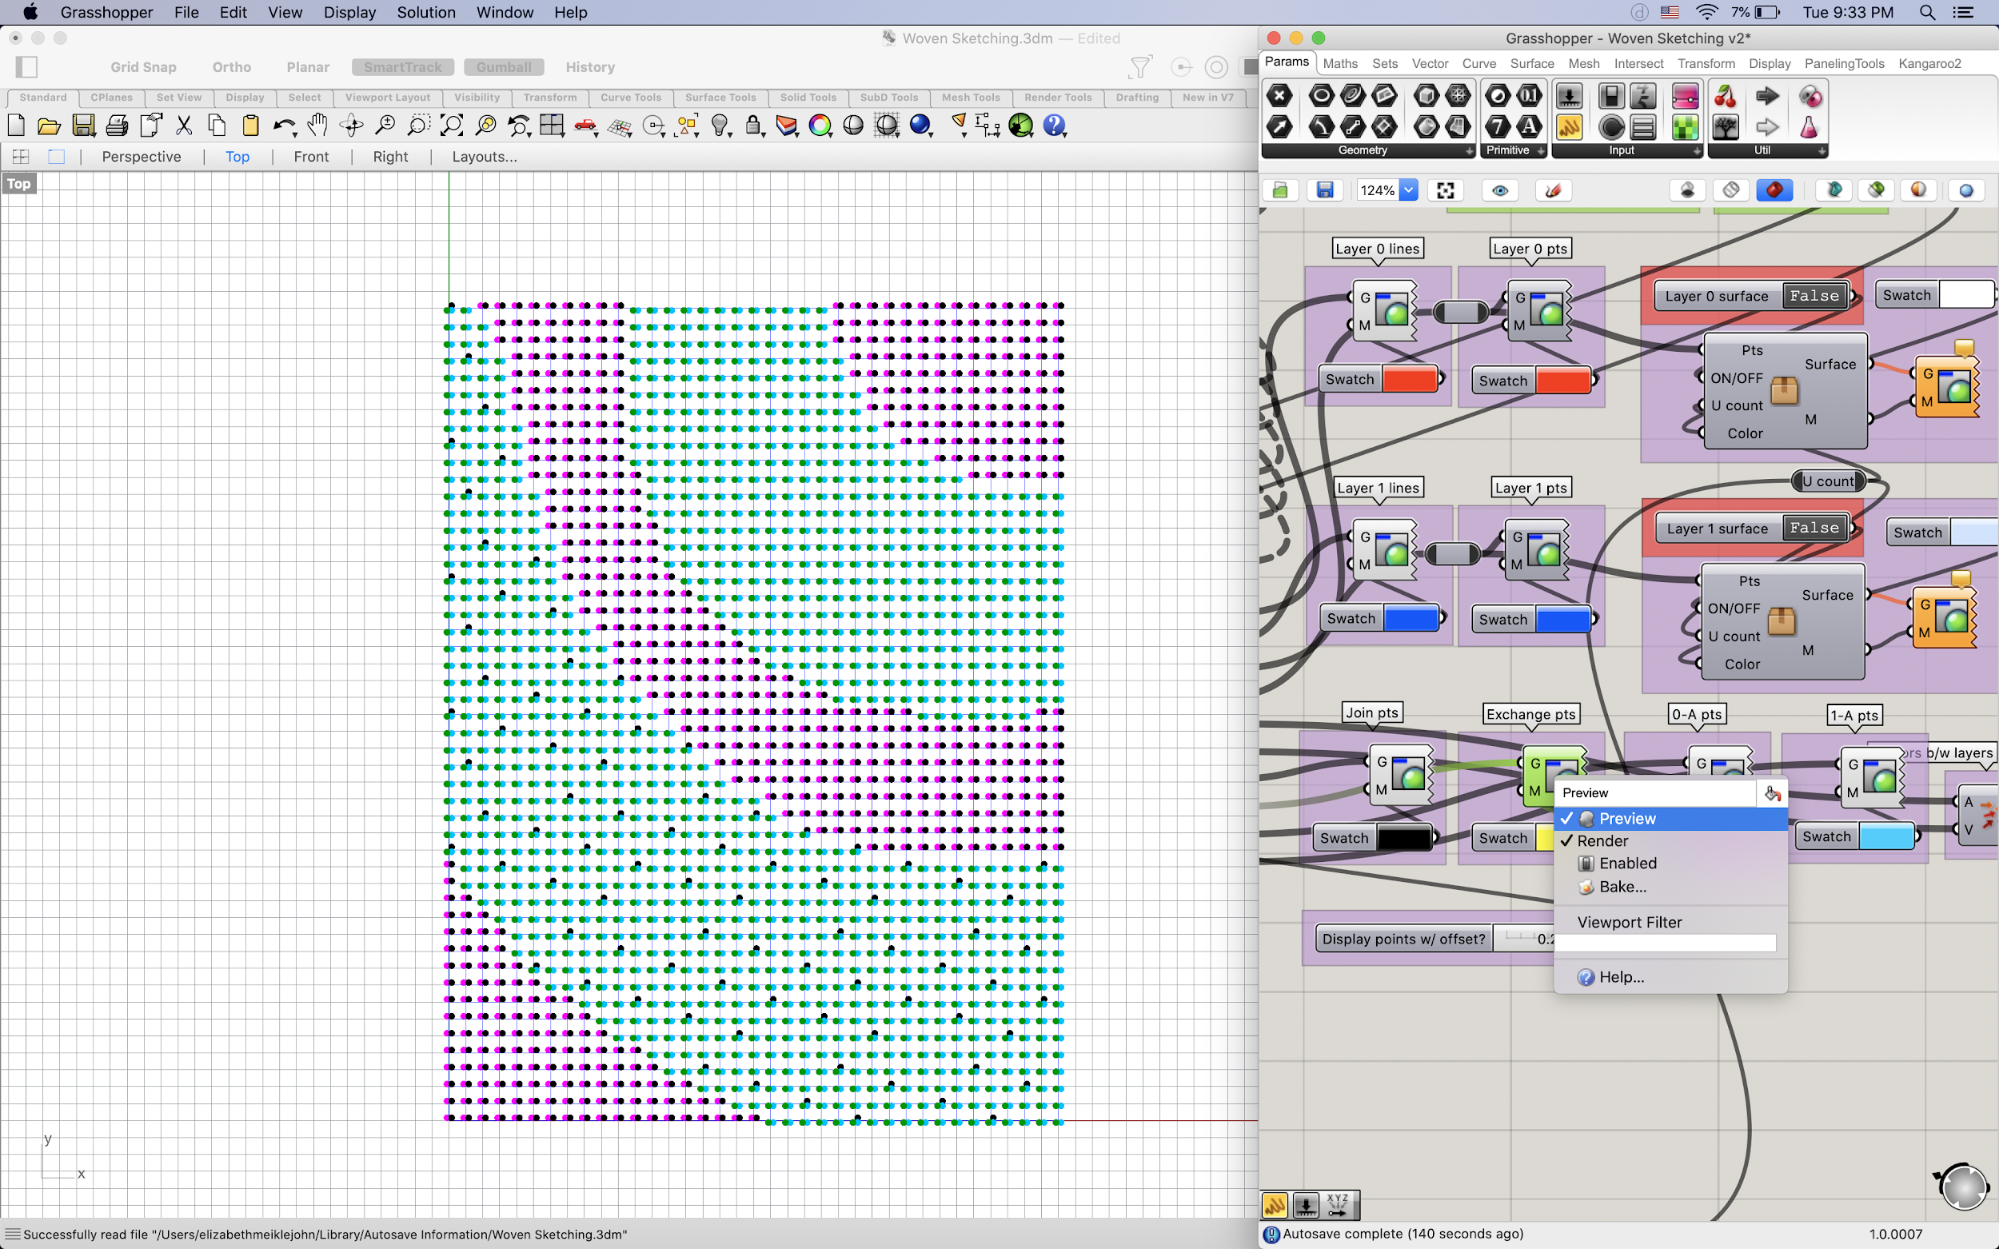 Grasshopper File Edit View Display Solution Window Help
7% Tue 9:33 PM
Woven Sketching.3dm — Edited
Grid Snap Ortho Planar SmartTrack Gumball History
Standard CPlanes Set View Display Select Viewport Layout Visibility Transform Curve Tools Surface Tools Solid Tools SubD Tools Mesh Tools Render Tools Drafting New in V7
Perspective Top Front Right Layouts...
Top
y
x
Successfully read file "/Users/elizabethmeiklejohn/Library/Autosave Information/Woven Sketching.3dm"
Grasshopper - Woven Sketching v2*
Params Maths Sets Vector Curve Surface Mesh Intersect Transform Display PanelingTools Kangaroo2
Geometry Primitive Input Util
124%
Layer 0 lines
Layer 0 pts
G
M
G
M
Swatch
Swatch
Layer 0 surface False
Swatch
Pts
ON/OFF
U count
Color
Surface
M
G
M
U count
Layer 1 lines
Layer 1 pts
G
M
G
M
Swatch
Swatch
Layer 1 surface False
Swatch
Pts
ON/OFF
U count
Color
Surface
M
G
M
Join pts
Exchange pts
0-A pts
1-A pts
b/w layers
G
M
G
M
G
G
M
A
V
Swatch
Swatch
Swatch
Preview
Preview
Render
Enabled
Bake...
Viewport Filter
Help...
Display points w/ offset?
XYZ
Autosave complete (140 seconds ago)
1.0.0007